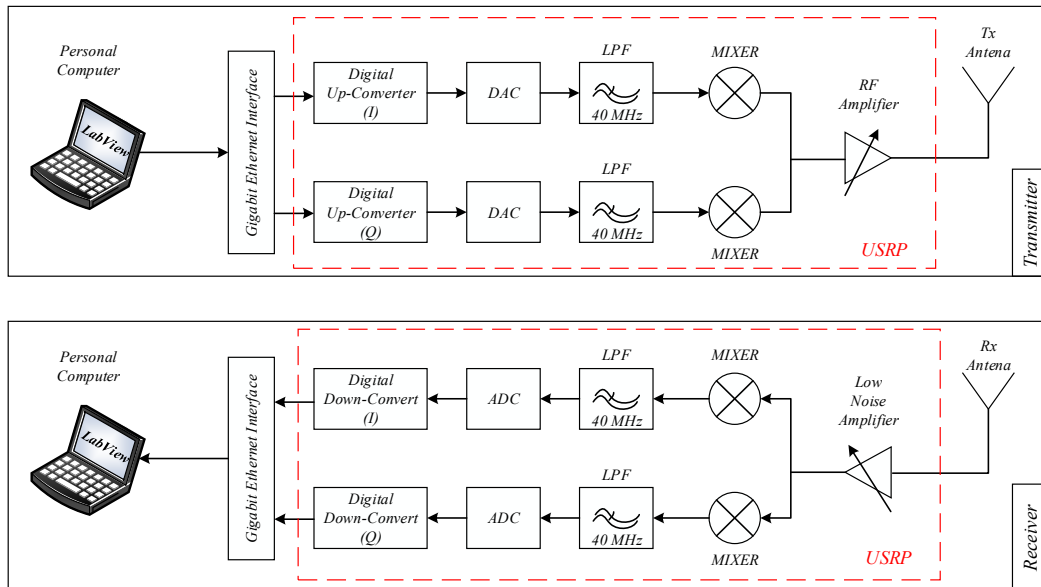 Personal
Computer
LabView
Gigabit Ethernet Interface
Digital
Up-Converter
(I)
DAC
LPF
40 MHz
MIXER
Digital
Up-Converter
(Q)
DAC
LPF
40 MHz
MIXER
RF
Amplifier
Tx
Antena
USRP
Transmitter
Personal
Computer
LabView
Gigabit Ethernet Interface
Digital
Down-Convert
(I)
ADC
LPF
40 MHz
MIXER
Digital
Down-Convert
(Q)
ADC
LPF
40 MHz
MIXER
Low
Noise
Amplifier
Rx
Antena
USRP
Receiver